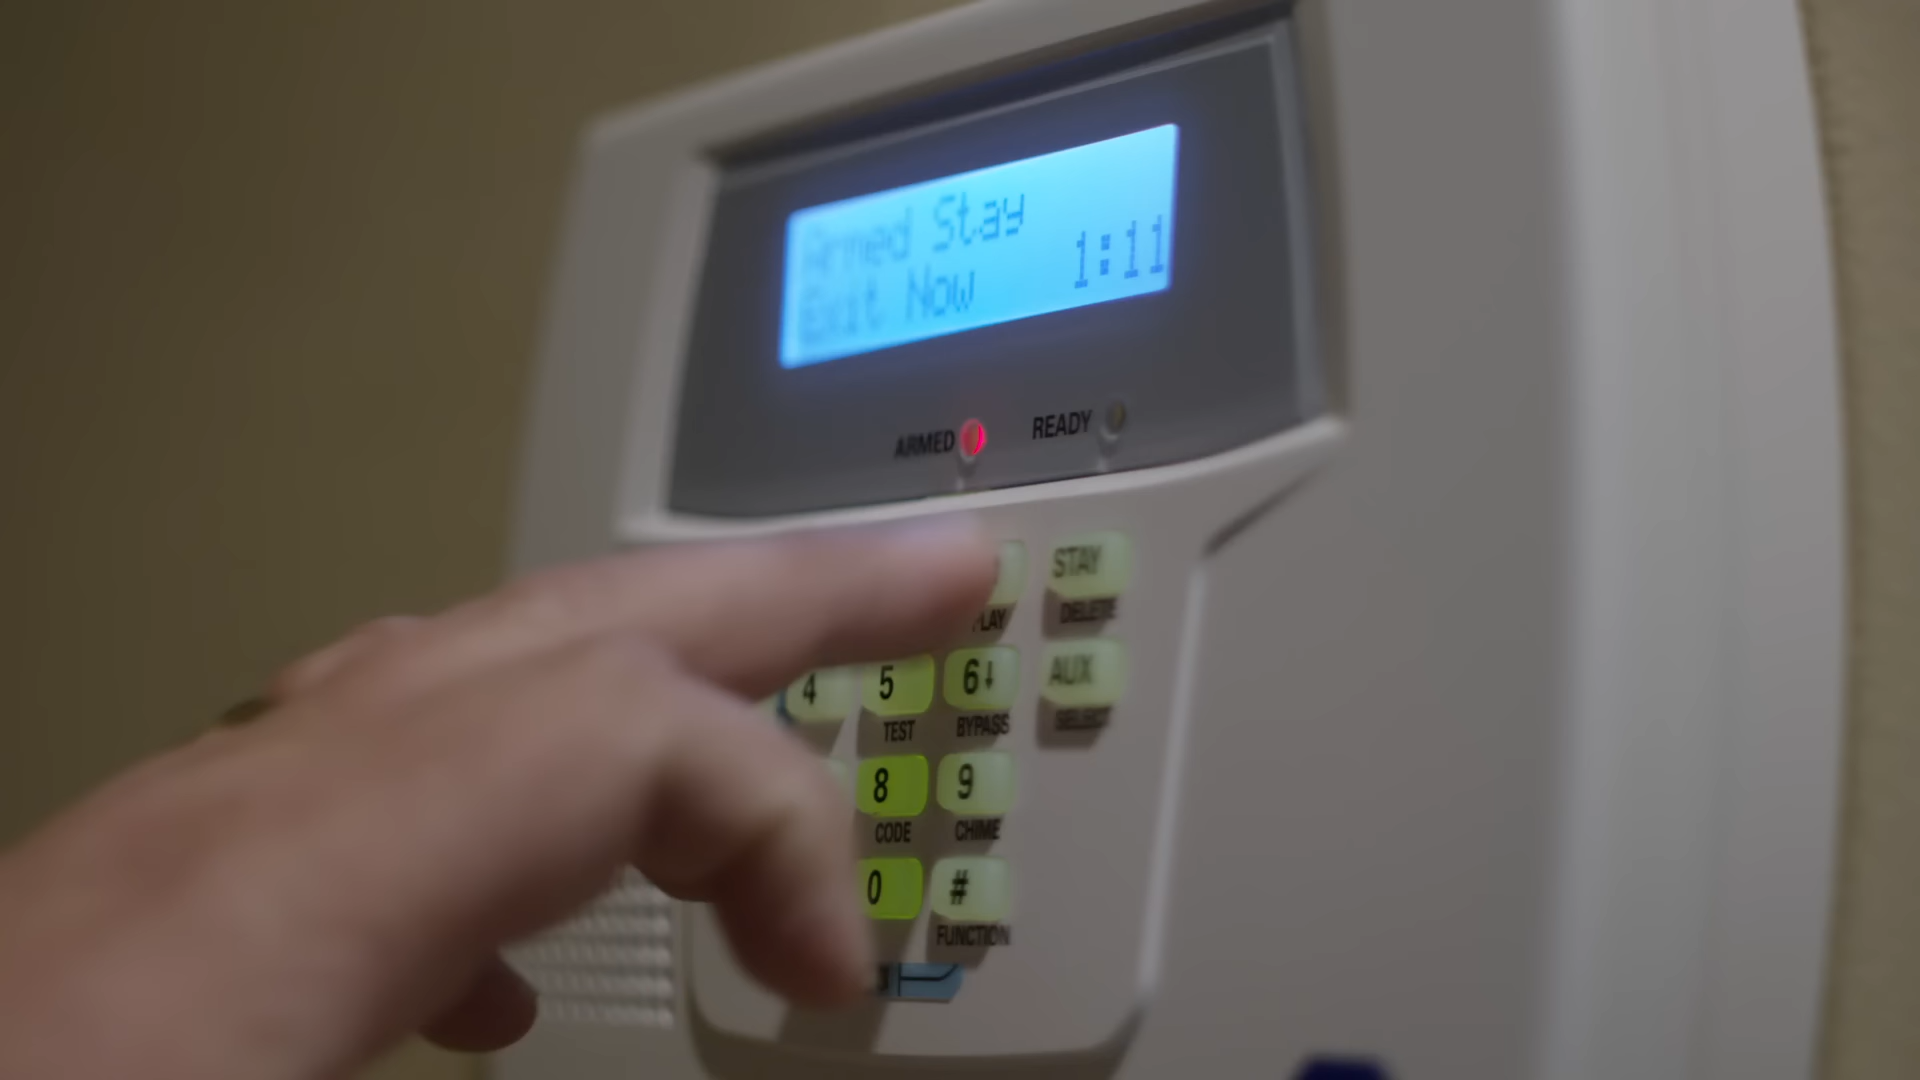 Armed Stay
Exit Now 1:11
ARMED READY
STAY
DELETE
4 5 6↓ AUX
TEST BYPASS SELECT
8 9
CODE CHIME
0 #
FUNCTION